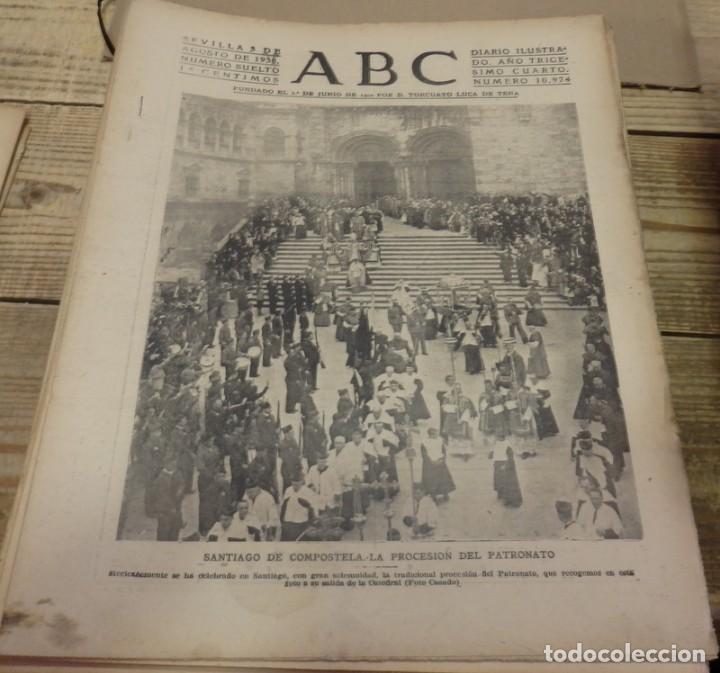 SEVILLA 5 DE
AGOSTO DE 1938.
NUMERO SUELTO
15 CENTIMOS
ABC
DIARIO ILUSTRA-
DO. AÑO TRIGE-
SIMO CUARTO.
NUMERO 10,974
FUNDADO EL 1.º DE JUNIO DE 1905 POR D. TORCUATO LUCA DE TENA
SANTIAGO DE COMPOSTELA.-LA PROCESION DEL PATRONATO
Recientemente se ha celebrado en Santiago, con gran solemnidad, la tradicional procesión del Patronato, que recogemos en esta
foto a su salida de la Catedral (Foto Casado)
todocoleccion